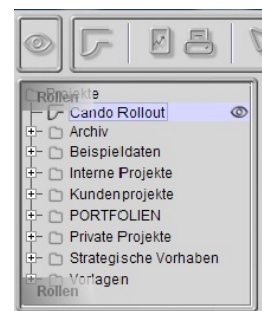 Projekte
Rollen
Cando Rollout
Archiv
Beispieldaten
Interne Projekte
Kundenprojekte
PORTFOLIEN
Private Projekte
Strategische Vorhaben
Vorlagen
Rollen